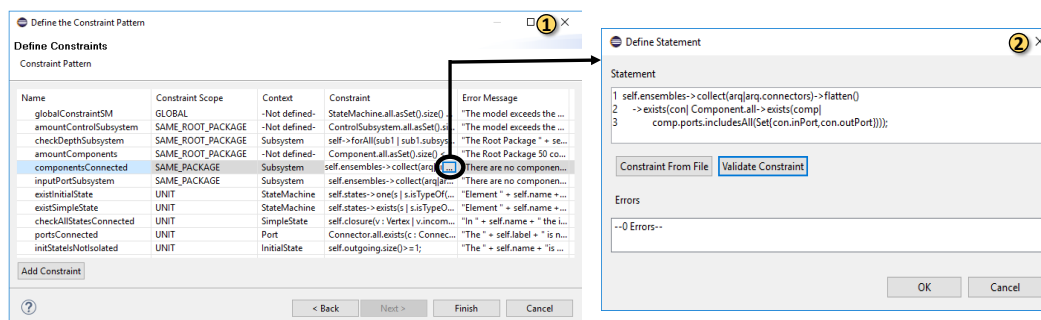 Define the Constraint Pattern
1
Define Constraints
Constraint Pattern
Name Constraint Scope Context Constraint Error Message
globalConstraintSM GLOBAL -Not defined- StateMachine.all.asSet().size() ... "The model exceeds the ...
amountControlSubsystem SAME_ROOT_PACKAGE -Not defined- ControlSubsystem.all.asSet().si... "The model exceeds the ...
checkDepthSubsystem SAME_ROOT_PACKAGE Subsystem self->forAll(sub1 | sub1.subsys... "The Root Package " + se...
amountComponents SAME_ROOT_PACKAGE -Not defined- Component.all.asSet().size() < "The Root Package 50 co...
componentsConnected SAME_PACKAGE Subsystem self.ensembles->collect(arq ... "There are no componen...
inputPortSubsystem SAME_PACKAGE Subsystem self.ensembles->collect(arq|ar... "There are no componen...
existInitialState UNIT StateMachine self.states->one(s | s.isTypeOf(... "Element " + self.name +...
existSimpleState UNIT StateMachine self.states->exists(s | s.isTypeO... "Element " + self.name +...
checkAllStatesConnected UNIT SimpleState self.closure(v : Vertex | v.incom... "In " + self.name + " the i...
portsConnected UNIT Port Connector.all.exists(c : Connec... "The " + self.label + " is n...
initStateIsNotIsolated UNIT InitialState self.outgoing.size()>=1; "The " + self.name + "is ...
Add Constraint
?
< Back Next > Finish Cancel
Define Statement
2
Statement
1 self.ensembles->collect(arq|arq.connectors)->flatten()
2 ->exists(con| Component.all->exists(comp|
3 comp.ports.includesAll(Set{con.inPort,con.outPort})));
Constraint From File Validate Constraint
Errors
--0 Errors--
OK Cancel